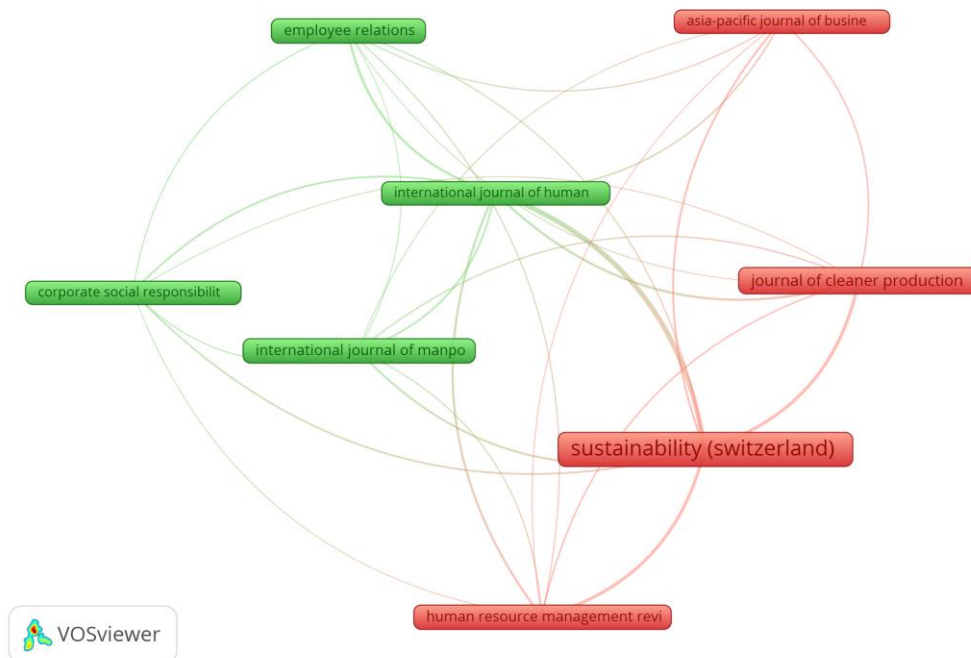 asia-pacific journal of busine
employee relations
international journal of human
journal of cleaner production
corporate social responsibilit
international journal of manpo
sustainability (switzerland)
human resource management revi
VOSviewer